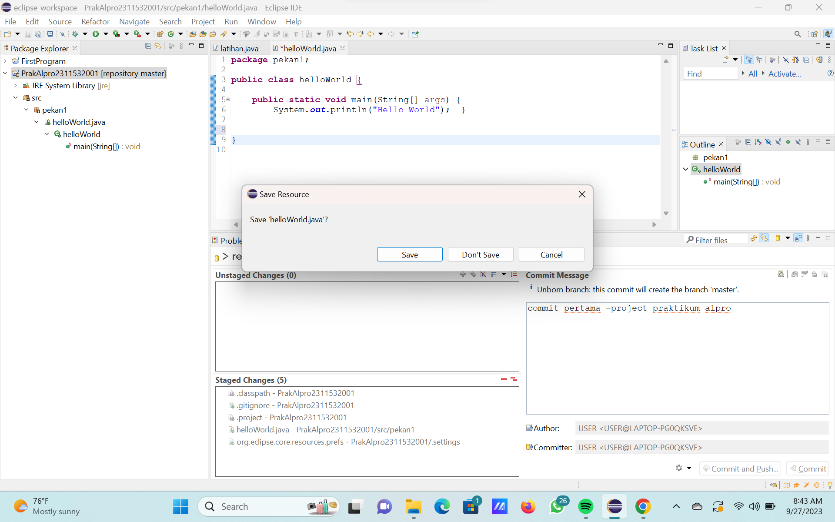 eclipse workspace - PrakAlpro2311532001/src/pekan1/helloWorld.java - Eclipse IDE
File Edit Source Refactor Navigate Search Project Run Window Help
Package Explorer
FirstProgram
PrakAlpro2311532001 [repository master]
JRE System Library [jre]
src
pekan1
helloWorld.java
helloWorld
main(String[]) : void
latihan.java
*helloWorld.java
1 package pekan1;
2
3 public class helloWorld {
4
5 public static void main(String[] args) {
6 System.out.println("Hello World"); }
7
8
9 }
10
Task List
Find
All
Activate...
Outline
pekan1
helloWorld
main(String[]) : void
Save Resource
Save 'helloWorld.java'?
Save
Don't Save
Cancel
Proble
Filter files
> re
Unstaged Changes (0)
Staged Changes (5)
.classpath - PrakAlpro2311532001
.gitignore - PrakAlpro2311532001
.project - PrakAlpro2311532001
helloWorld.java - PrakAlpro2311532001/src/pekan1
org.eclipse.core.resources.prefs - PrakAlpro2311532001/.settings
Commit Message
Unborn branch: this commit will create the branch 'master'.
commit pertama -project praktikum alpro
Author: USER <USER@LAPTOP-PG0QKSVE>
Committer: USER <USER@LAPTOP-PG0QKSVE>
Commit and Push...
Commit
76°F
Mostly sunny
Search
1
26
8:43 AM
9/27/2023